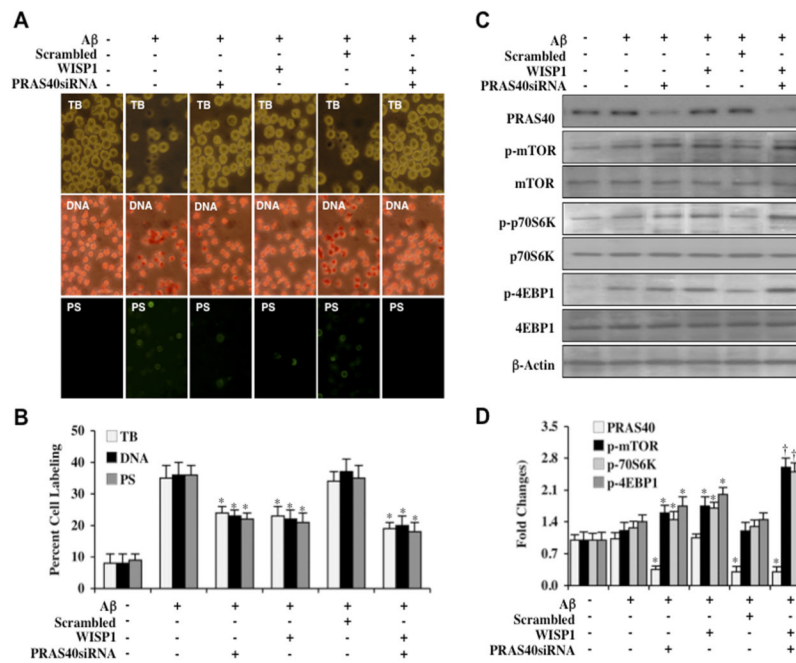 A
Aβ - + + + + +
Scrambled - - - - + -
WISP1 - - - + - +
PRAS40siRNA - - + - - +
TB TB TB TB TB TB
DNA DNA DNA DNA DNA DNA
PS PS PS PS PS PS
B
Percent Cell Labeling
50
40
30
20
10
0
TB
DNA
PS
* * *
* * *
* * *
Aβ - + + + + +
Scrambled - - - - + -
WISP1 - - - + - +
PRAS40siRNA - - + - - +
C
Aβ - + + + + +
Scrambled - - - - + -
WISP1 - - - + - +
PRAS40siRNA - - + - - +
PRAS40
p-mTOR
mTOR
p-p70S6K
p70S6K
p-4EBP1
4EBP1
β-Actin
D
Fold Changes)
3.5
2.8
2.1
1.4
0.7
0.0
PRAS40
p-mTOR
p-70S6K
p-4EBP1
* * * *
* * *
*
* † †
Aβ - + + + + +
Scrambled - - - - + -
WISP1 - - - + - +
PRAS40siRNA - - + - - +